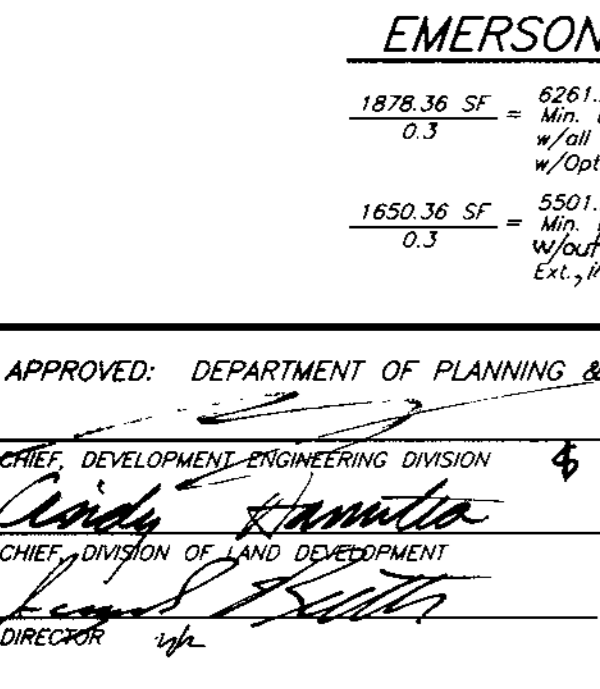 EMERSON
1878.36 SF = 6261.
0.3 Min.
w/all
w/Opt
1650.36 SF = 5501.
0.3 Min.
w/out
Ext., i
APPROVED: DEPARTMENT OF PLANNING &
CHIEF, DEVELOPMENT ENGINEERING DIVISION
Cindy Hamilton
CHIEF, DIVISION OF LAND DEVELOPMENT
DIRECTOR